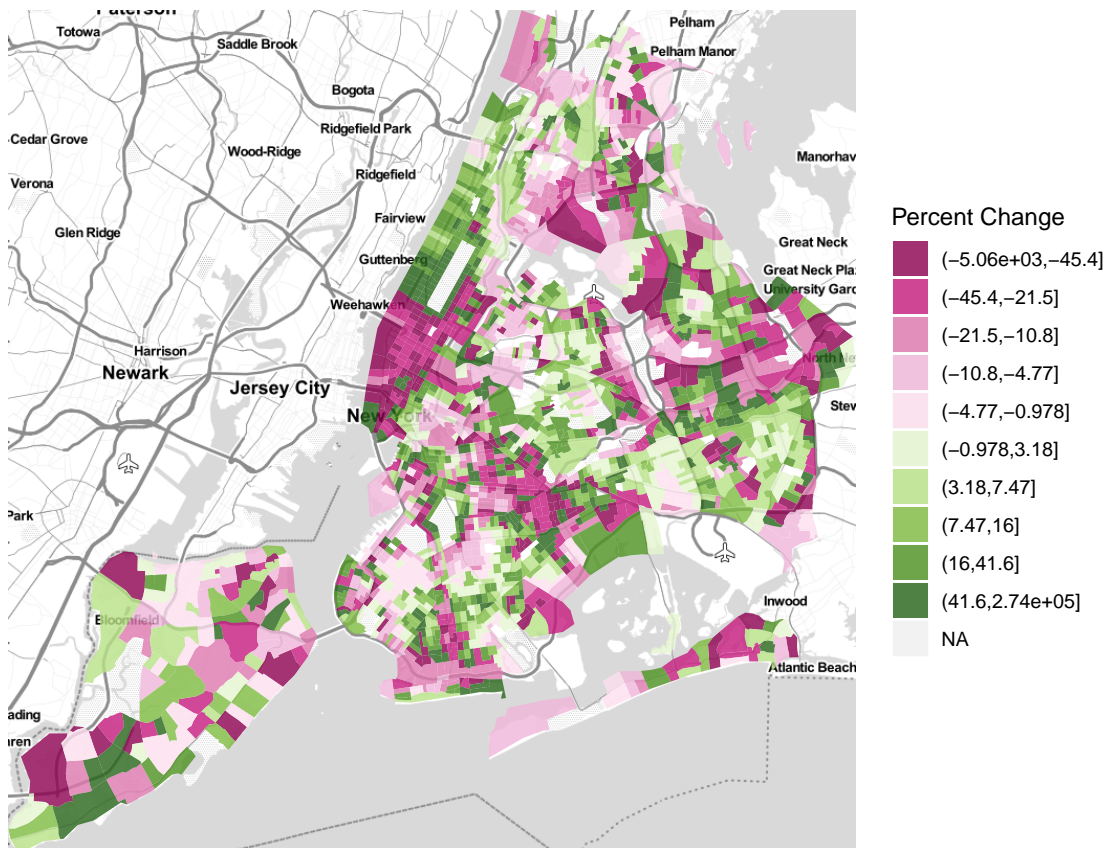 Paterson
Totowa
Saddle Brook
Pelham
Pelham Manor
Bogota
Ridgefield Park
Cedar Grove
Wood-Ridge
Manorhav
Verona
Ridgefield
Fairview
Glen Ridge
Great Neck
Guttenberg
Great Neck Pla
University Gard
Weehawken
Harrison
North Ne
Newark
Jersey City
New York
Stew
Park
Inwood
Bloomfield
Atlantic Beach
ading
ren
Percent Change
(−5.06e+03,−45.4]
(−45.4,−21.5]
(−21.5,−10.8]
(−10.8,−4.77]
(−4.77,−0.978]
(−0.978,3.18]
(3.18,7.47]
(7.47,16]
(16,41.6]
(41.6,2.74e+05]
NA